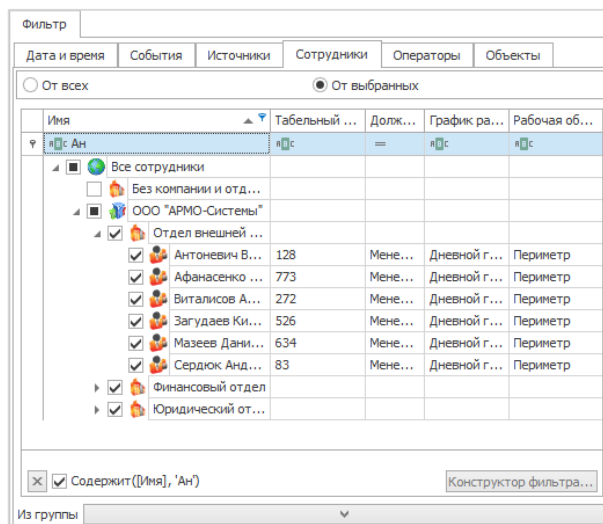 Фильтр
Дата и время События Источники Сотрудники Операторы Объекты
От всех От выбранных
Имя Табельный ... Долж... График ра... Рабочая об...
Ан
Все сотрудники
Без компании и отд...
ООО "АРМО-Системы"
Отдел внешней ...
Антоневич В... 128 Мене... Дневной г... Периметр
Афанасенко ... 773 Мене... Дневной г... Периметр
Виталисов А... 272 Мене... Дневной г... Периметр
Загудаев Ки... 526 Мене... Дневной г... Периметр
Мазеев Дани... 634 Мене... Дневной г... Периметр
Сердюк Анд... 83 Мене... Дневной г... Периметр
Финансовый отдел
Юридический от...
Содержит([Имя], 'Ан') Конструктор фильтра...
Из группы